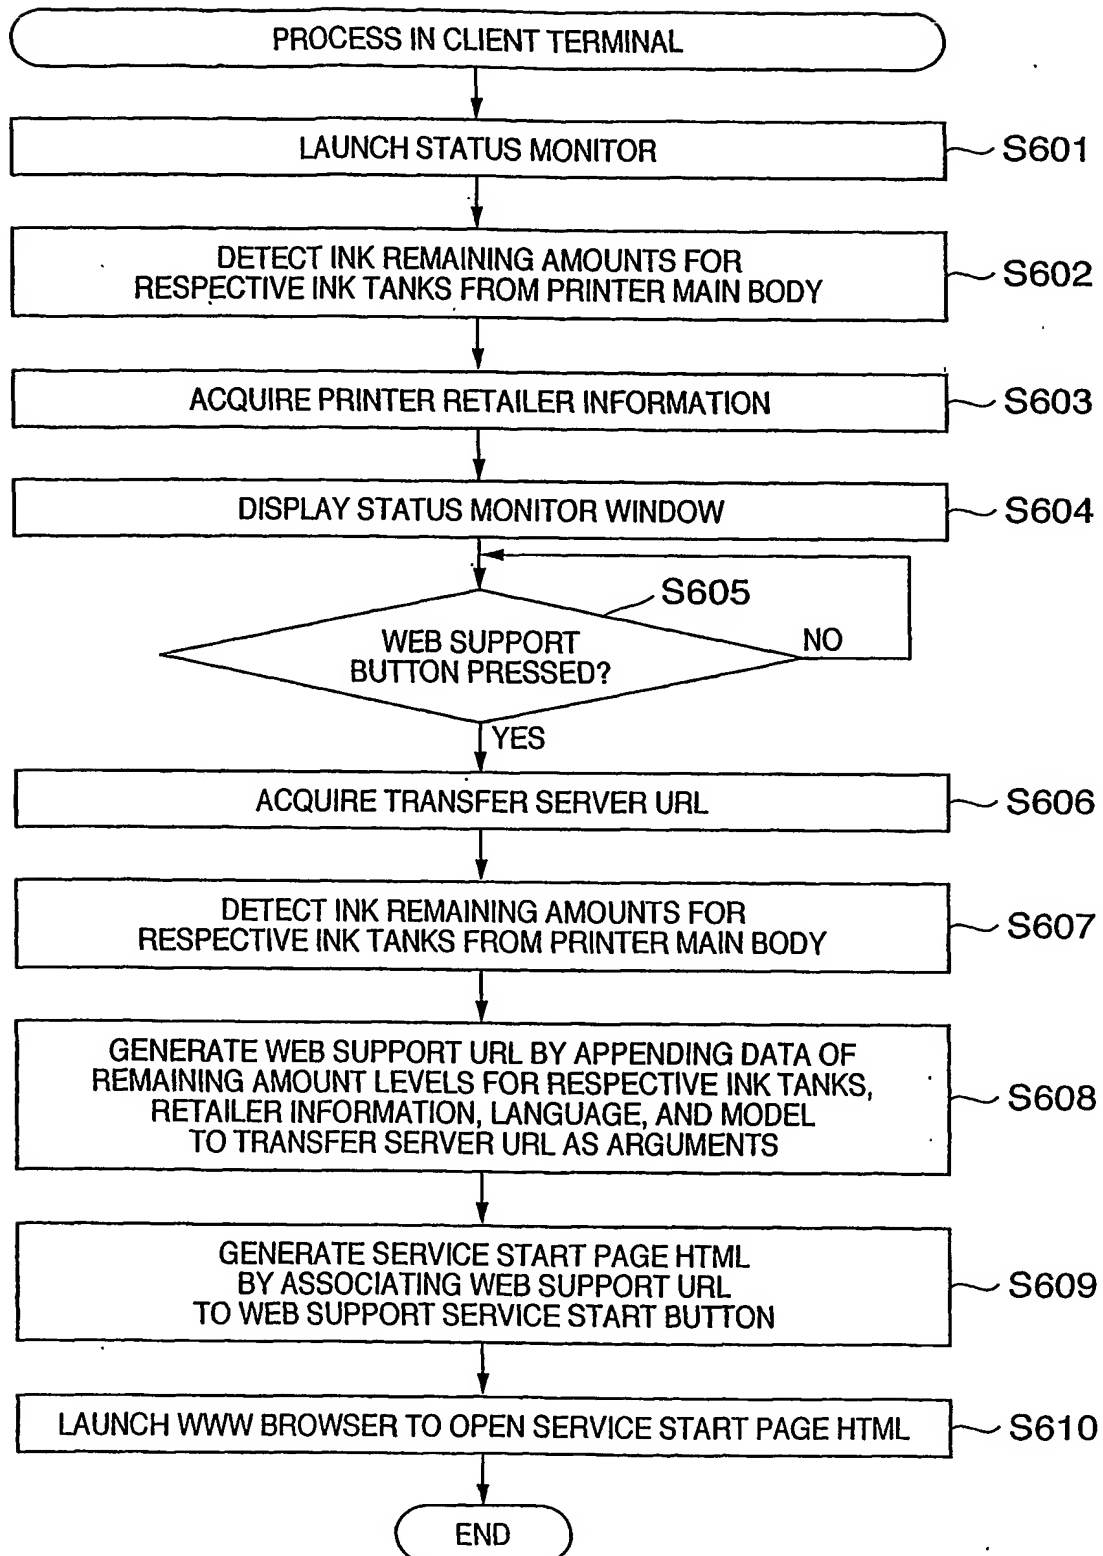 PROCESS IN CLIENT TERMINAL
LAUNCH STATUS MONITOR
S601
DETECT INK REMAINING AMOUNTS FOR
RESPECTIVE INK TANKS FROM PRINTER MAIN BODY
S602
ACQUIRE PRINTER RETAILER INFORMATION
S603
DISPLAY STATUS MONITOR WINDOW
S604
S605
WEB SUPPORT
BUTTON PRESSED?
NO
YES
ACQUIRE TRANSFER SERVER URL
S606
DETECT INK REMAINING AMOUNTS FOR
RESPECTIVE INK TANKS FROM PRINTER MAIN BODY
S607
GENERATE WEB SUPPORT URL BY APPENDING DATA OF
REMAINING AMOUNT LEVELS FOR RESPECTIVE INK TANKS,
RETAILER INFORMATION, LANGUAGE, AND MODEL
TO TRANSFER SERVER URL AS ARGUMENTS
S608
GENERATE SERVICE START PAGE HTML
BY ASSOCIATING WEB SUPPORT URL
TO WEB SUPPORT SERVICE START BUTTON
S609
LAUNCH WWW BROWSER TO OPEN SERVICE START PAGE HTML
S610
END